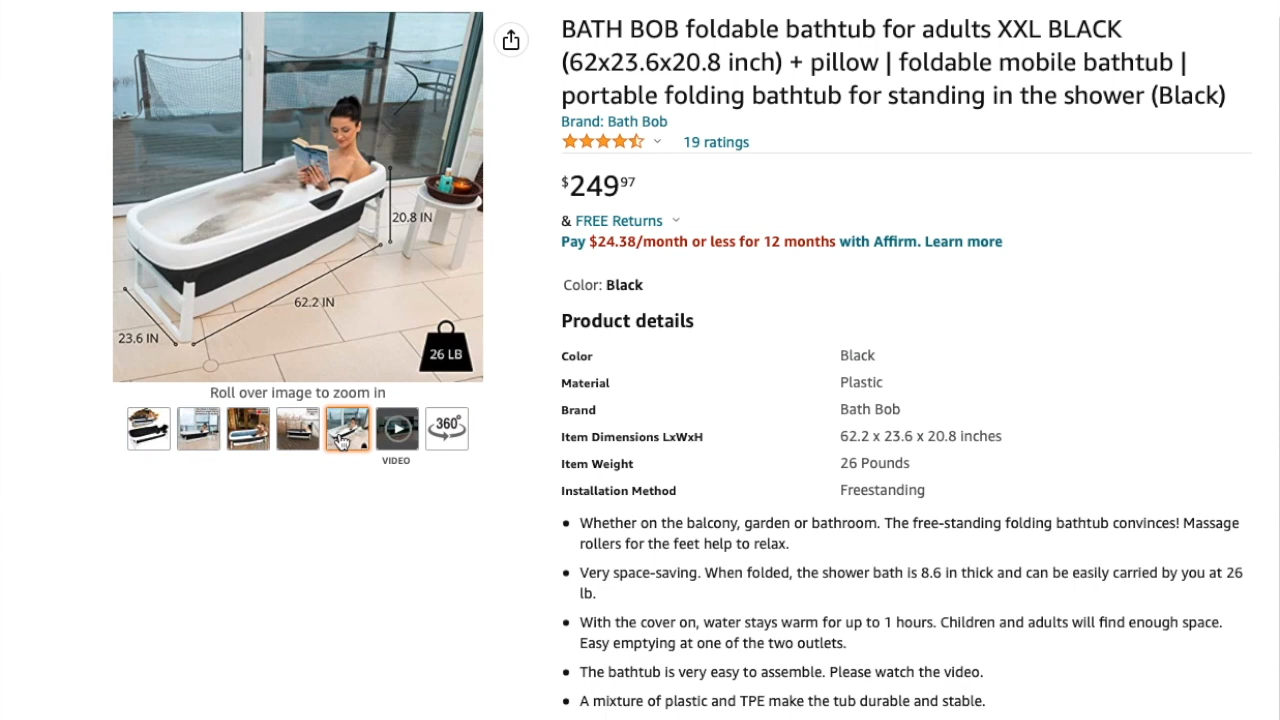 BATH BOB foldable bathtub for adults XXL BLACK
(62x23.6x20.8 inch) + pillow | foldable mobile bathtub |
portable folding bathtub for standing in the shower (Black)
Brand: Bath Bob
19 ratings
$249 97
& FREE Returns
Pay $24.38/month or less for 12 months with Affirm. Learn more
20.8 IN
62.2 IN
23.6 IN
26 LB
Roll over image to zoom in
360°
VIDEO
Color: Black
Product details
Color Black
Material Plastic
Brand Bath Bob
Item Dimensions LxWxH 62.2 x 23.6 x 20.8 inches
Item Weight 26 Pounds
Installation Method Freestanding
• Whether on the balcony, garden or bathroom. The free-standing folding bathtub convinces! Massage
rollers for the feet help to relax.
• Very space-saving. When folded, the shower bath is 8.6 in thick and can be easily carried by you at 26
lb.
• With the cover on, water stays warm for up to 1 hours. Children and adults will find enough space.
Easy emptying at one of the two outlets.
• The bathtub is very easy to assemble. Please watch the video.
• A mixture of plastic and TPE make the tub durable and stable.